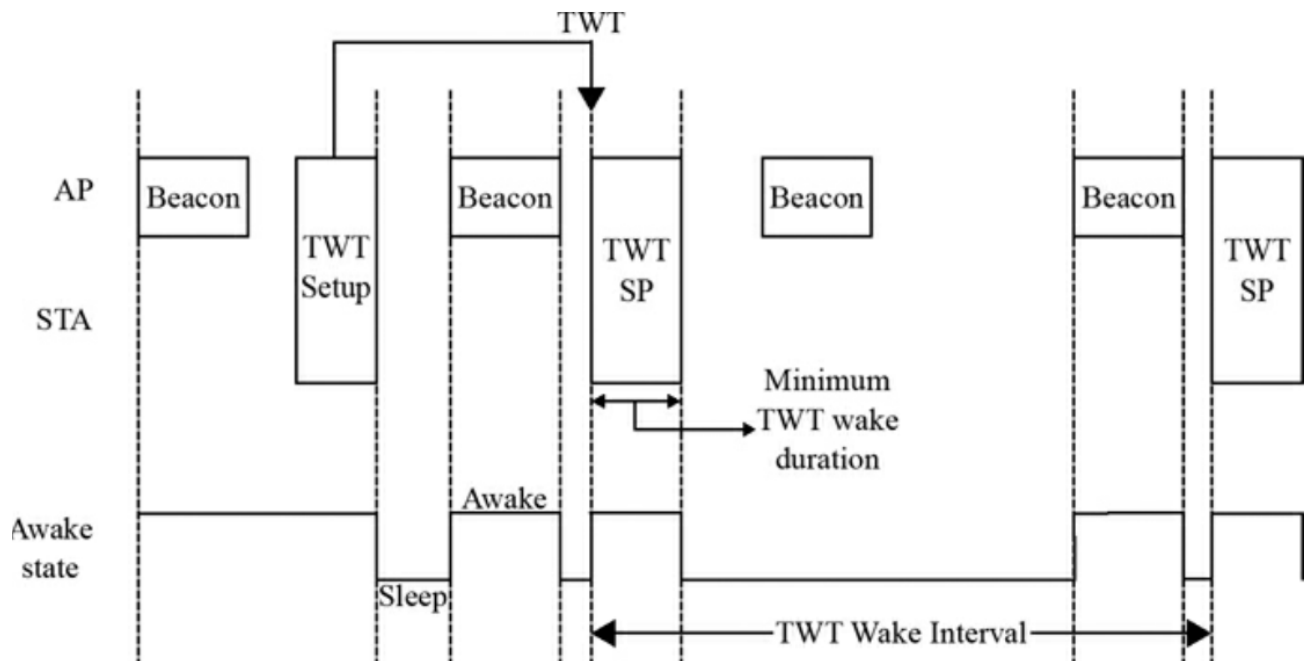 TWT
AP
Beacon
TWT
Setup
Beacon
TWT
SP
Beacon
Beacon
TWT
SP
STA
Minimum
TWT wake
duration
Awake
state
Awake
Sleep
TWT Wake Interval